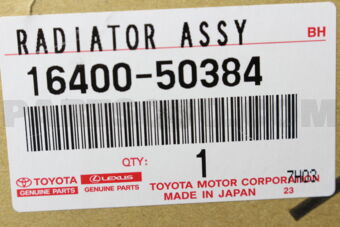 RADIATOR ASSY
BH
16400-50384
QTY:
1
7H03
TOYOTA
GENUINE PARTS
LEXUS
GENUINE PARTS
TOYOTA MOTOR CORPORATION
MADE IN JAPAN 23